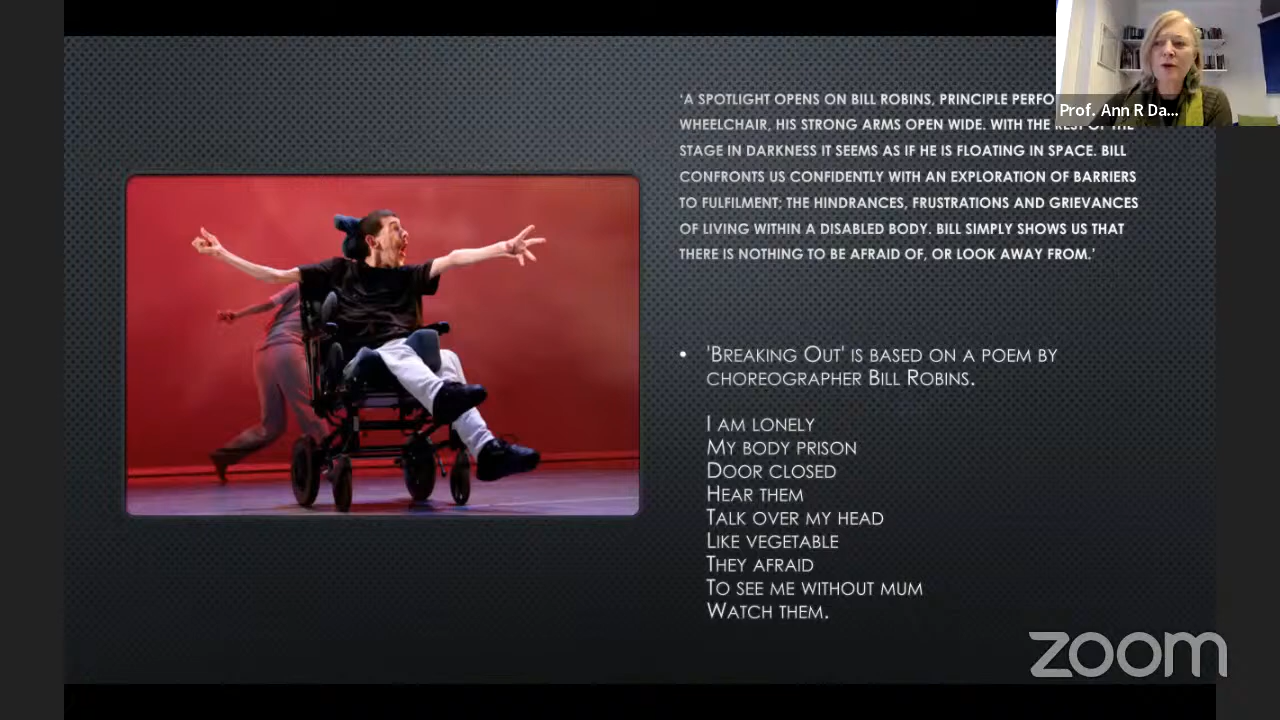 ‘A SPOTLIGHT OPENS ON BILL ROBINS, PRINCIPLE
WHEELCHAIR, HIS STRONG ARMS OPEN WIDE. WITH THE REST OF THE
STAGE IN DARKNESS IT SEEMS AS IF HE IS FLOATING IN SPACE. BILL
CONFRONTS US CONFIDENTLY WITH AN EXPLORATION OF BARRIERS
TO FULFILMENT; THE HINDRANCES, FRUSTRATIONS AND GRIEVANCES
OF LIVING WITHIN A DISABLED BODY. BILL SIMPLY SHOWS US THAT
THERE IS NOTHING TO BE AFRAID OF, OR LOOK AWAY FROM.’
Prof. Ann R Da...
• 'BREAKING OUT' IS BASED ON A POEM BY
CHOREOGRAPHER BILL ROBINS.
I AM LONELY
MY BODY PRISON
DOOR CLOSED
HEAR THEM
TALK OVER MY HEAD
LIKE VEGETABLE
THEY AFRAID
TO SEE ME WITHOUT MUM
WATCH THEM.
zoom